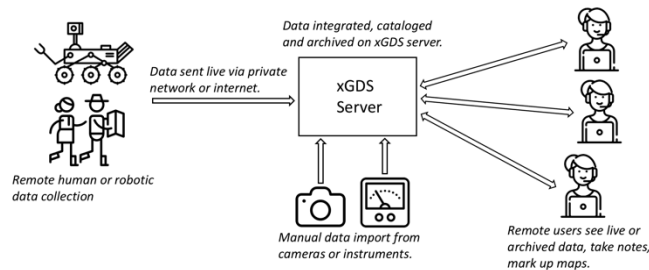 Data integrated, cataloged
and archived on xGDS server.
Data sent live via private
network or internet.
xGDS
Server
Remote human or robotic
data collection
Manual data import from
cameras or instruments.
Remote users see live or
archived data, take notes,
mark up maps.